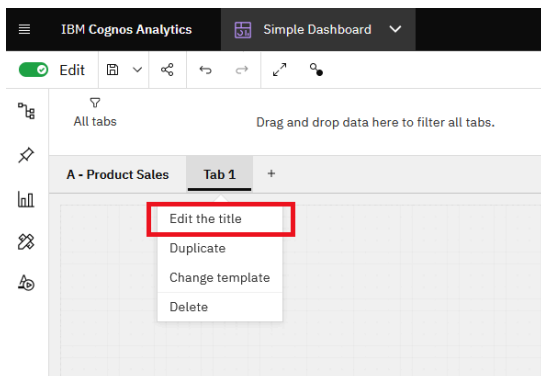 IBM Cognos Analytics Simple Dashboard
Edit
All tabs
Drag and drop data here to filter all tabs.
A - Product Sales Tab 1 +
Edit the title
Duplicate
Change template
Delete